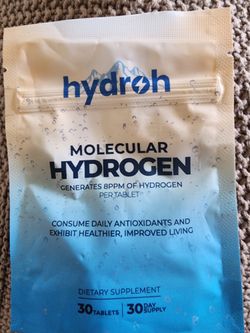 hydroh
MOLECULAR
HYDROGEN
GENERATES 8PPM OF HYDROGEN
PER TABLET
CONSUME DAILY ANTIOXIDANTS AND
EXHIBIT HEALTHIER, IMPROVED LIVING
DIETARY SUPPLEMENT
30 TABLETS | 30 DAY SUPPLY